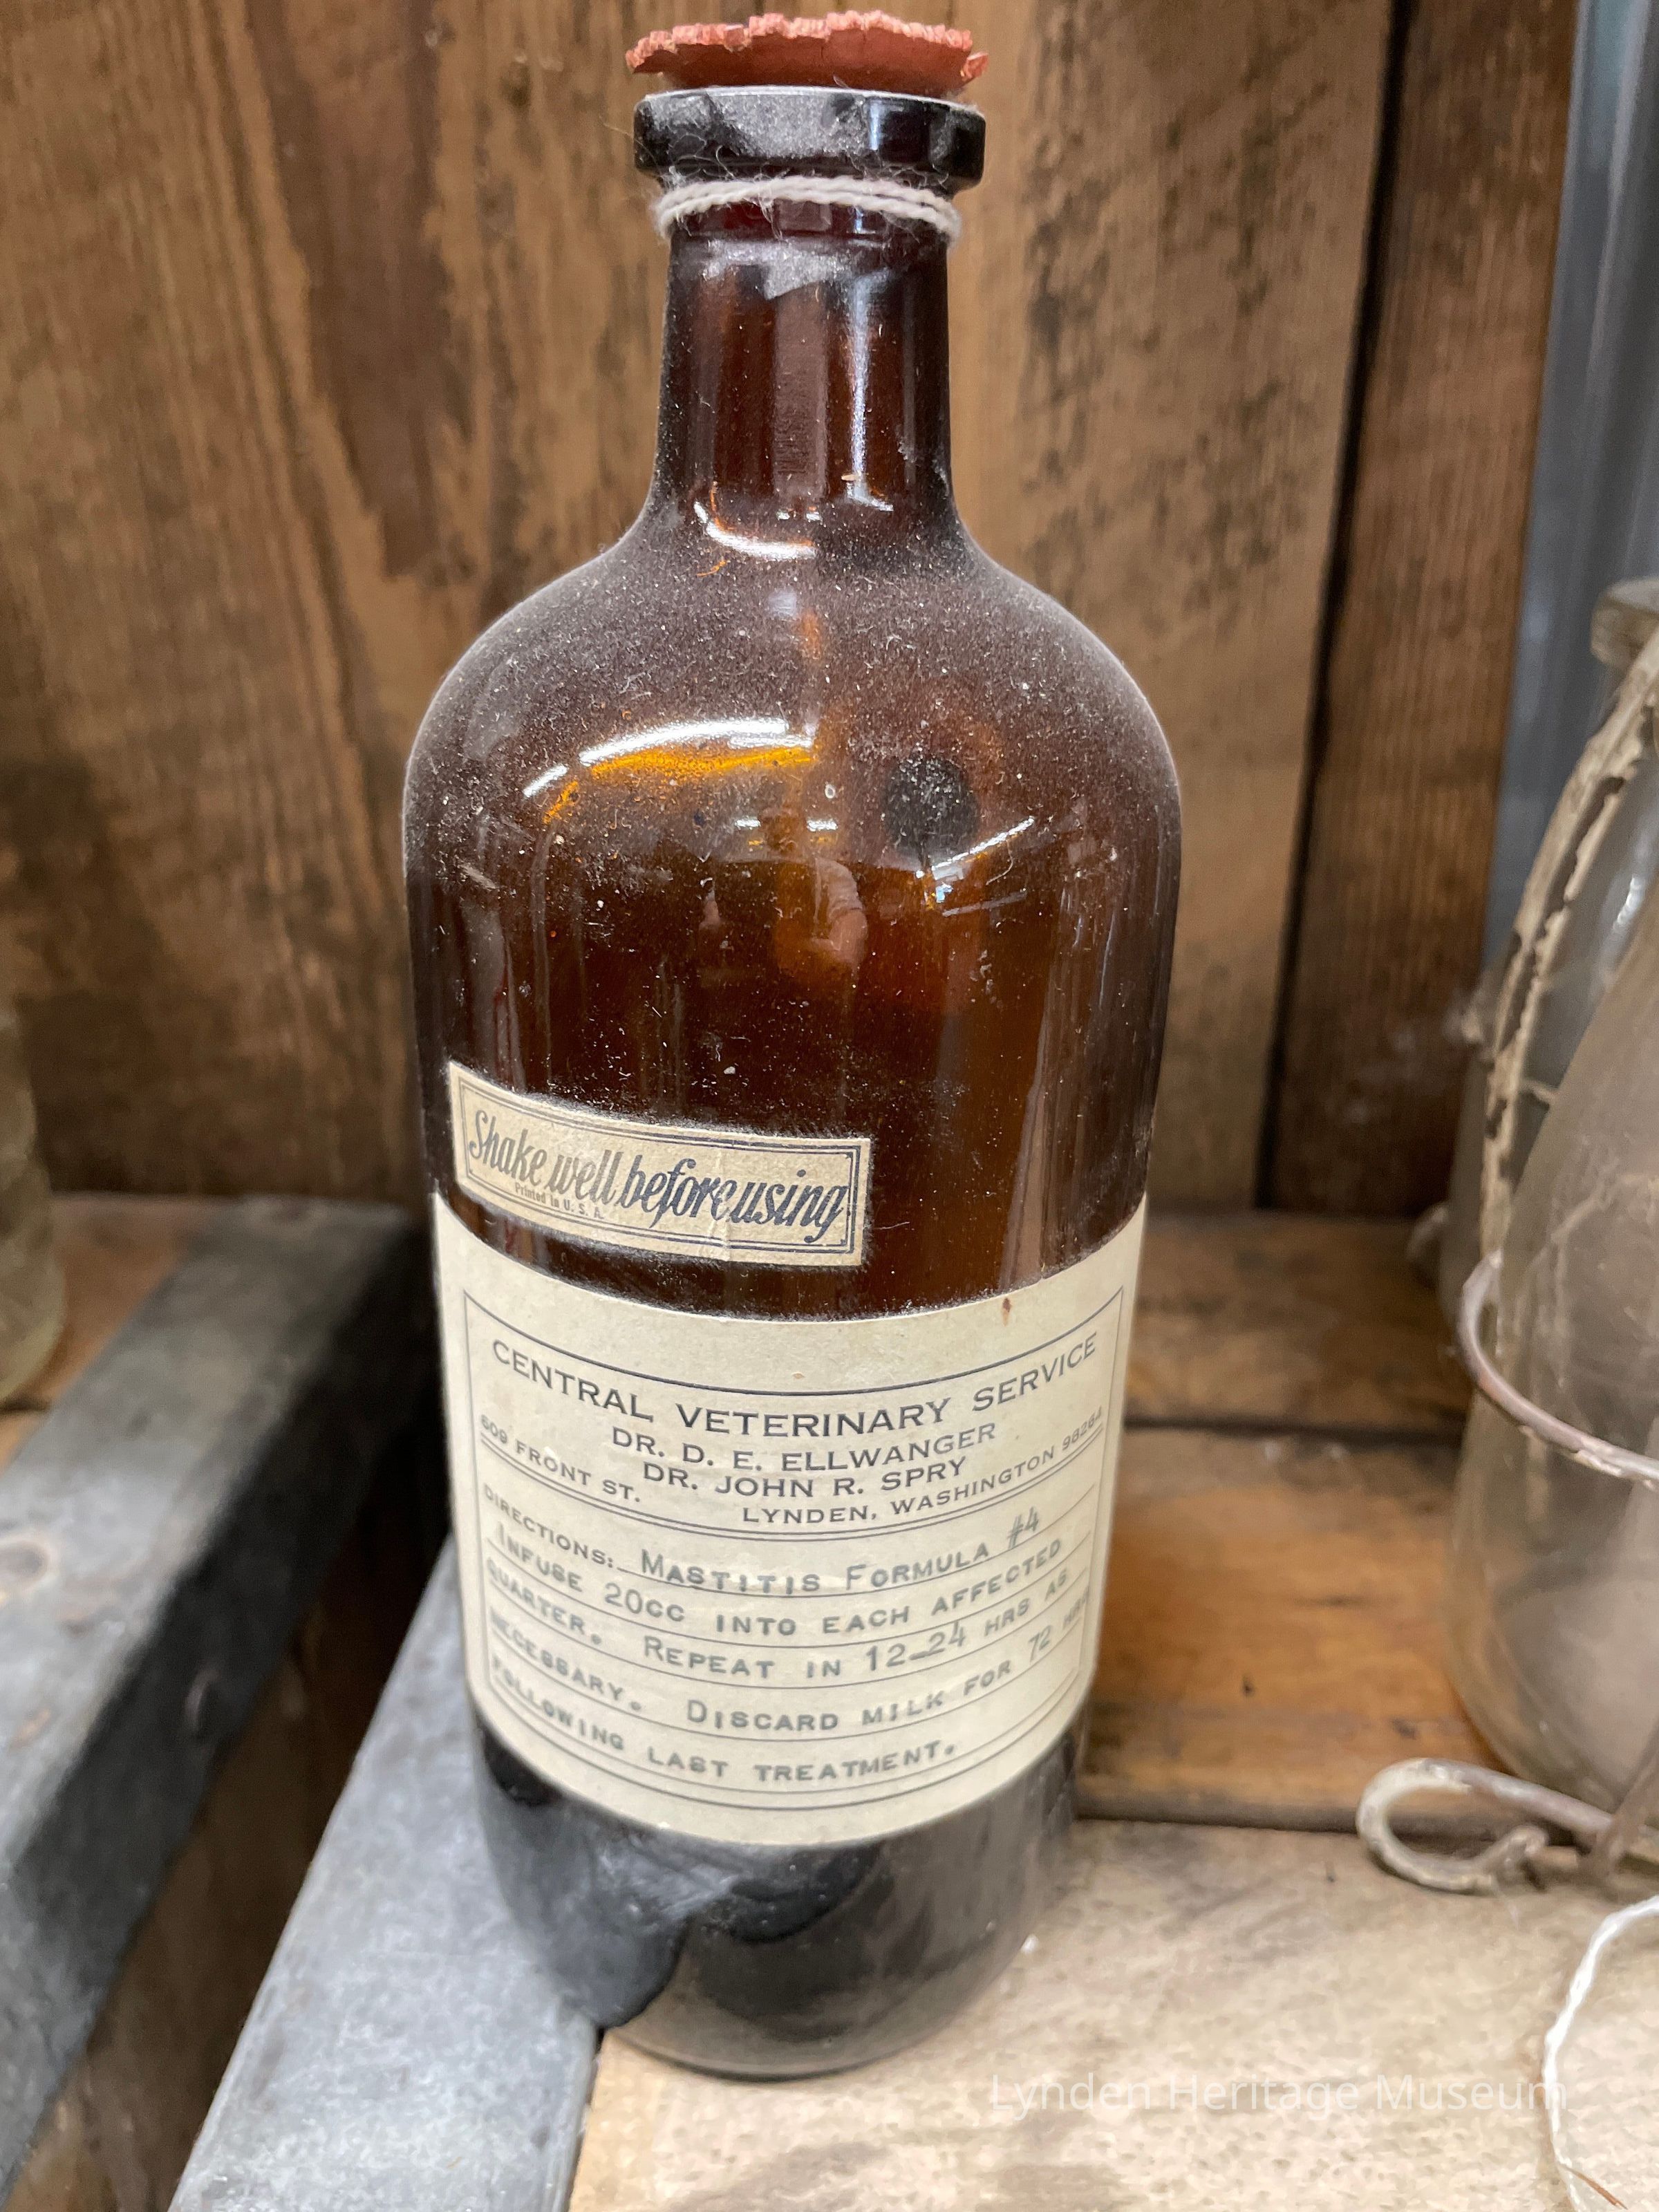 Shake well before using
Printed in U. S. A.
CENTRAL VETERINARY SERVICE
DR. D. E. ELLWANGER
DR. JOHN R. SPRY
609 FRONT ST. LYNDEN, WASHINGTON 98264
DIRECTIONS: MASTITIS FORMULA #4
INFUSE 20CC INTO EACH AFFECTED
QUARTER. REPEAT IN 12-24 HRS AS
NECESSARY. DISCARD MILK FOR 72 HRS
FOLLOWING LAST TREATMENT.
Lynden Heritage Museum